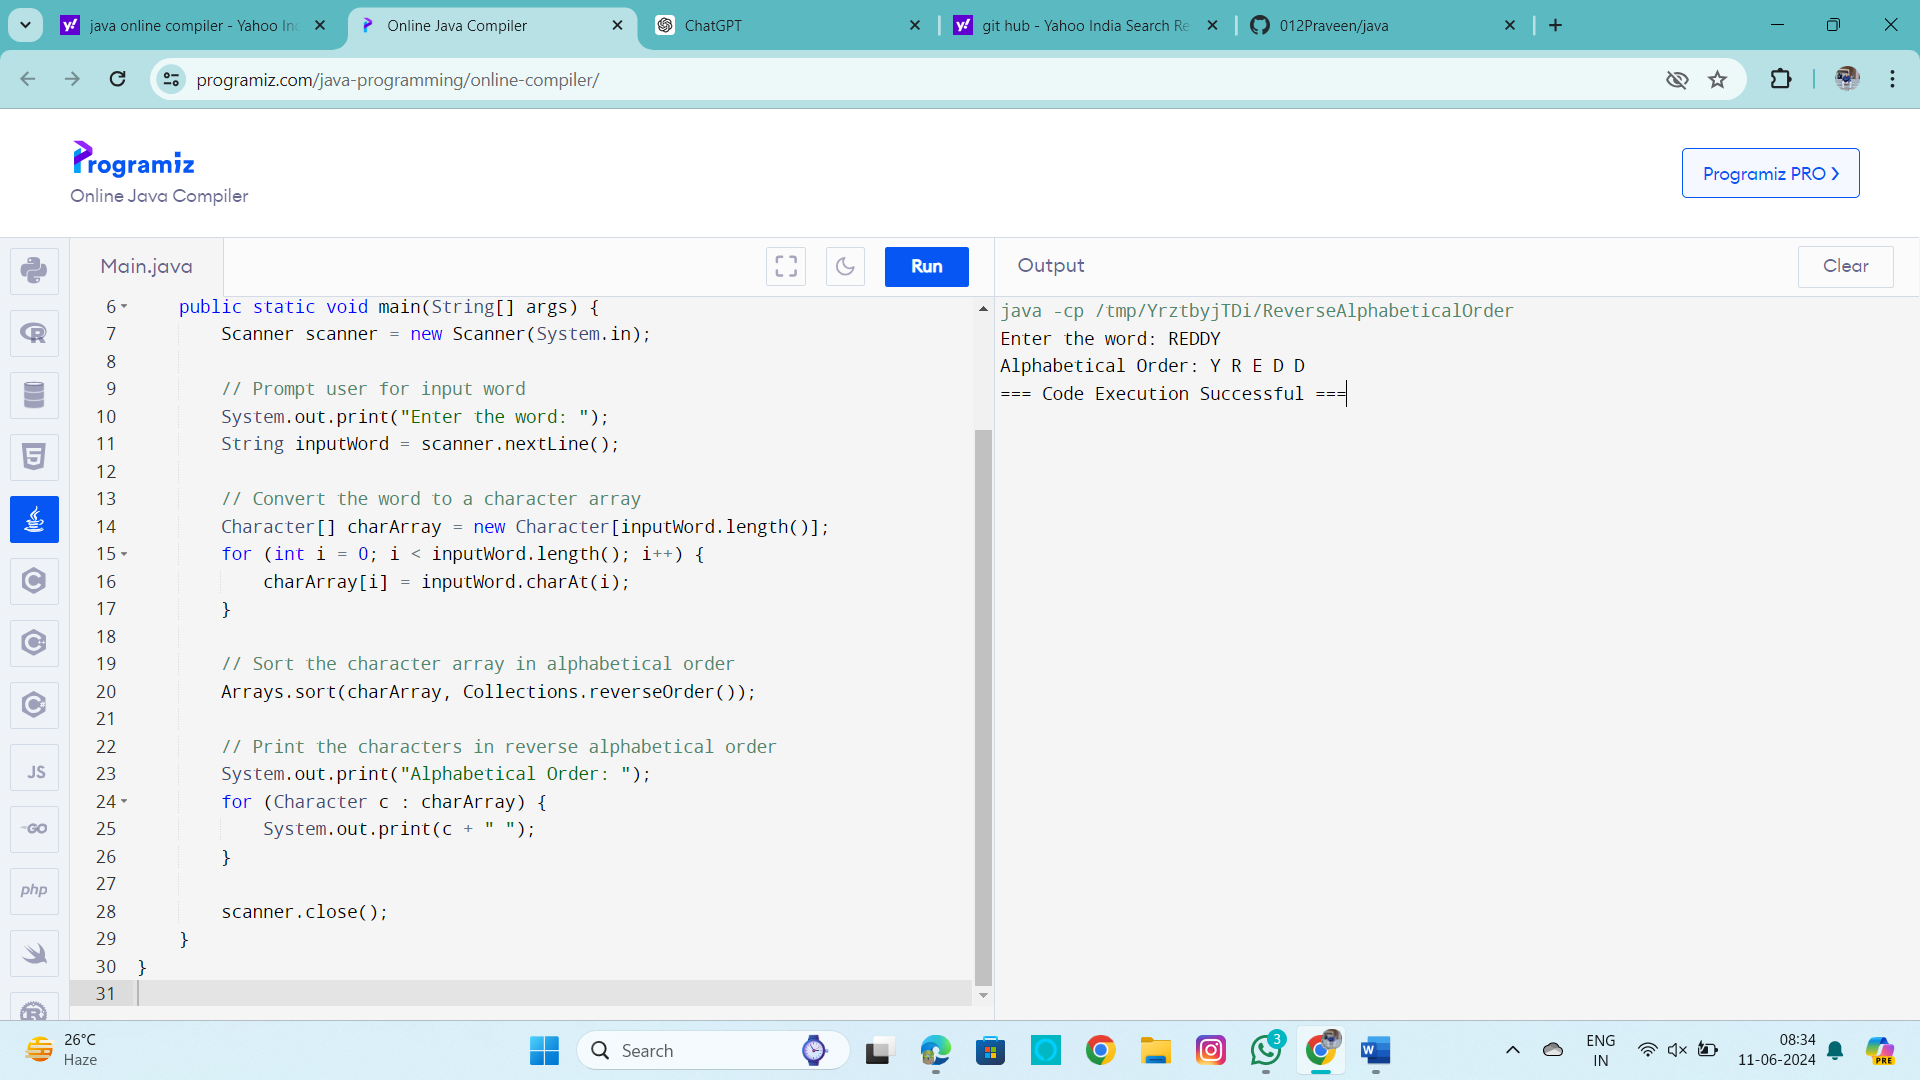 java online compiler - Yahoo Inc
Online Java Compiler
ChatGPT
git hub - Yahoo India Search Re
012Praveen/java
programiz.com/java-programming/online-compiler/
Programiz
Online Java Compiler
Programiz PRO ❯
Main.java
Run
Output
Clear
6 public static void main(String[] args) {
7 Scanner scanner = new Scanner(System.in);
8
9 // Prompt user for input word
10 System.out.print("Enter the word: ");
11 String inputWord = scanner.nextLine();
12
13 // Convert the word to a character array
14 Character[] charArray = new Character[inputWord.length()];
15 for (int i = 0; i < inputWord.length(); i++) {
16 charArray[i] = inputWord.charAt(i);
17 }
18
19 // Sort the character array in alphabetical order
20 Arrays.sort(charArray, Collections.reverseOrder());
21
22 // Print the characters in reverse alphabetical order
23 System.out.print("Alphabetical Order: ");
24 for (Character c : charArray) {
25 System.out.print(c + " ");
26 }
27
28 scanner.close();
29 }
30 }
31
java -cp /tmp/YrztbyjTDi/ReverseAlphabeticalOrder
Enter the word: REDDY
Alphabetical Order: Y R E D D
=== Code Execution Successful ===
JS
GO
php
26°C
Haze
Search
3
ENG
IN
08:34
11-06-2024
PRE